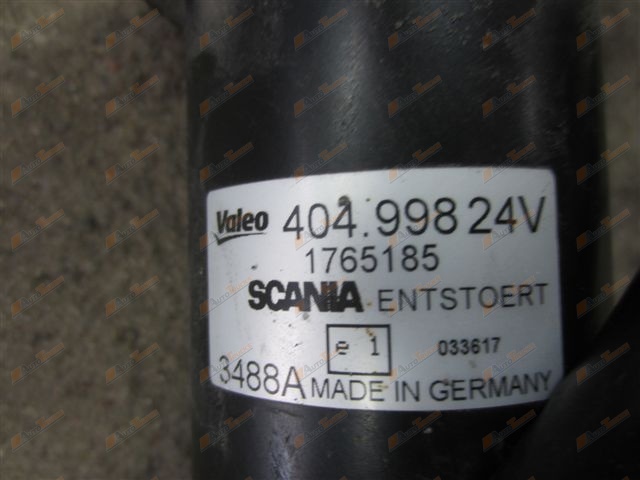 Valeo 404.998 24V
1765185
SCANIA ENTSTOERT
e 1 033617
3488A MADE IN GERMANY